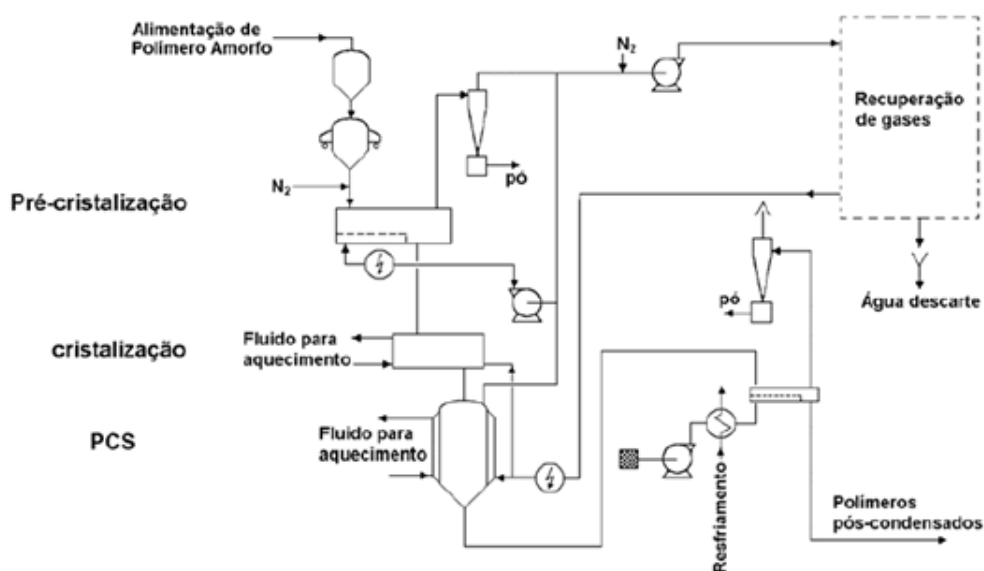 Alimentação de
Polímero Amorfo
N₂
Recuperação
de gases
pó
N₂
Pré-cristalização
pó
Água descarte
Fluido para
aquecimento
cristalização
Fluido para
aquecimento
PCS
Resfriamento
Polímeros
pós-condensados